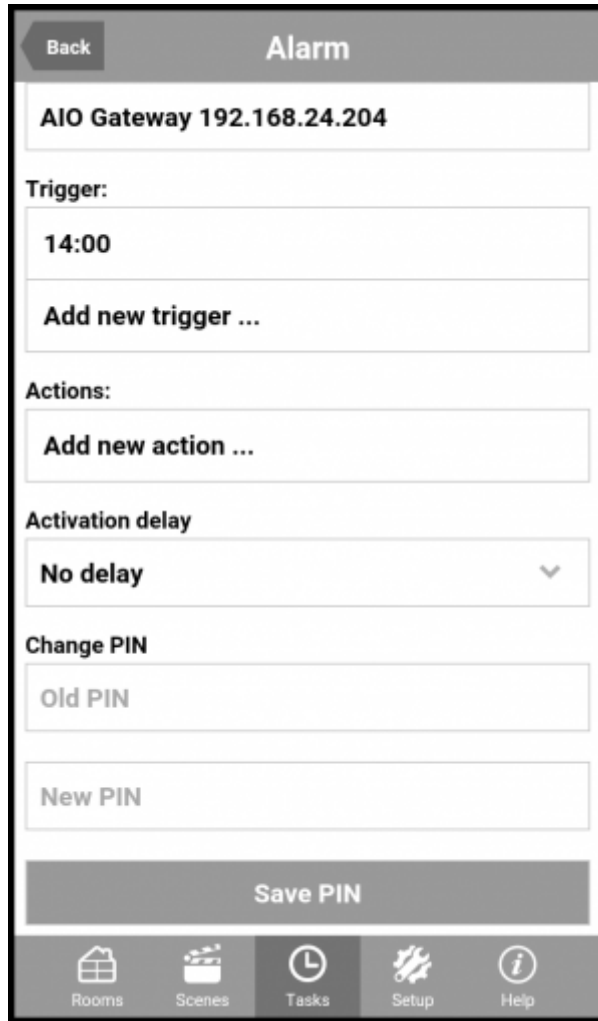 Back
Alarm
AIO Gateway 192.168.24.204
Trigger:
14:00
Add new trigger ...
Actions:
Add new action ...
Activation delay
No delay
Change PIN
Old PIN
New PIN
Save PIN
Rooms Scenes Tasks Setup Help